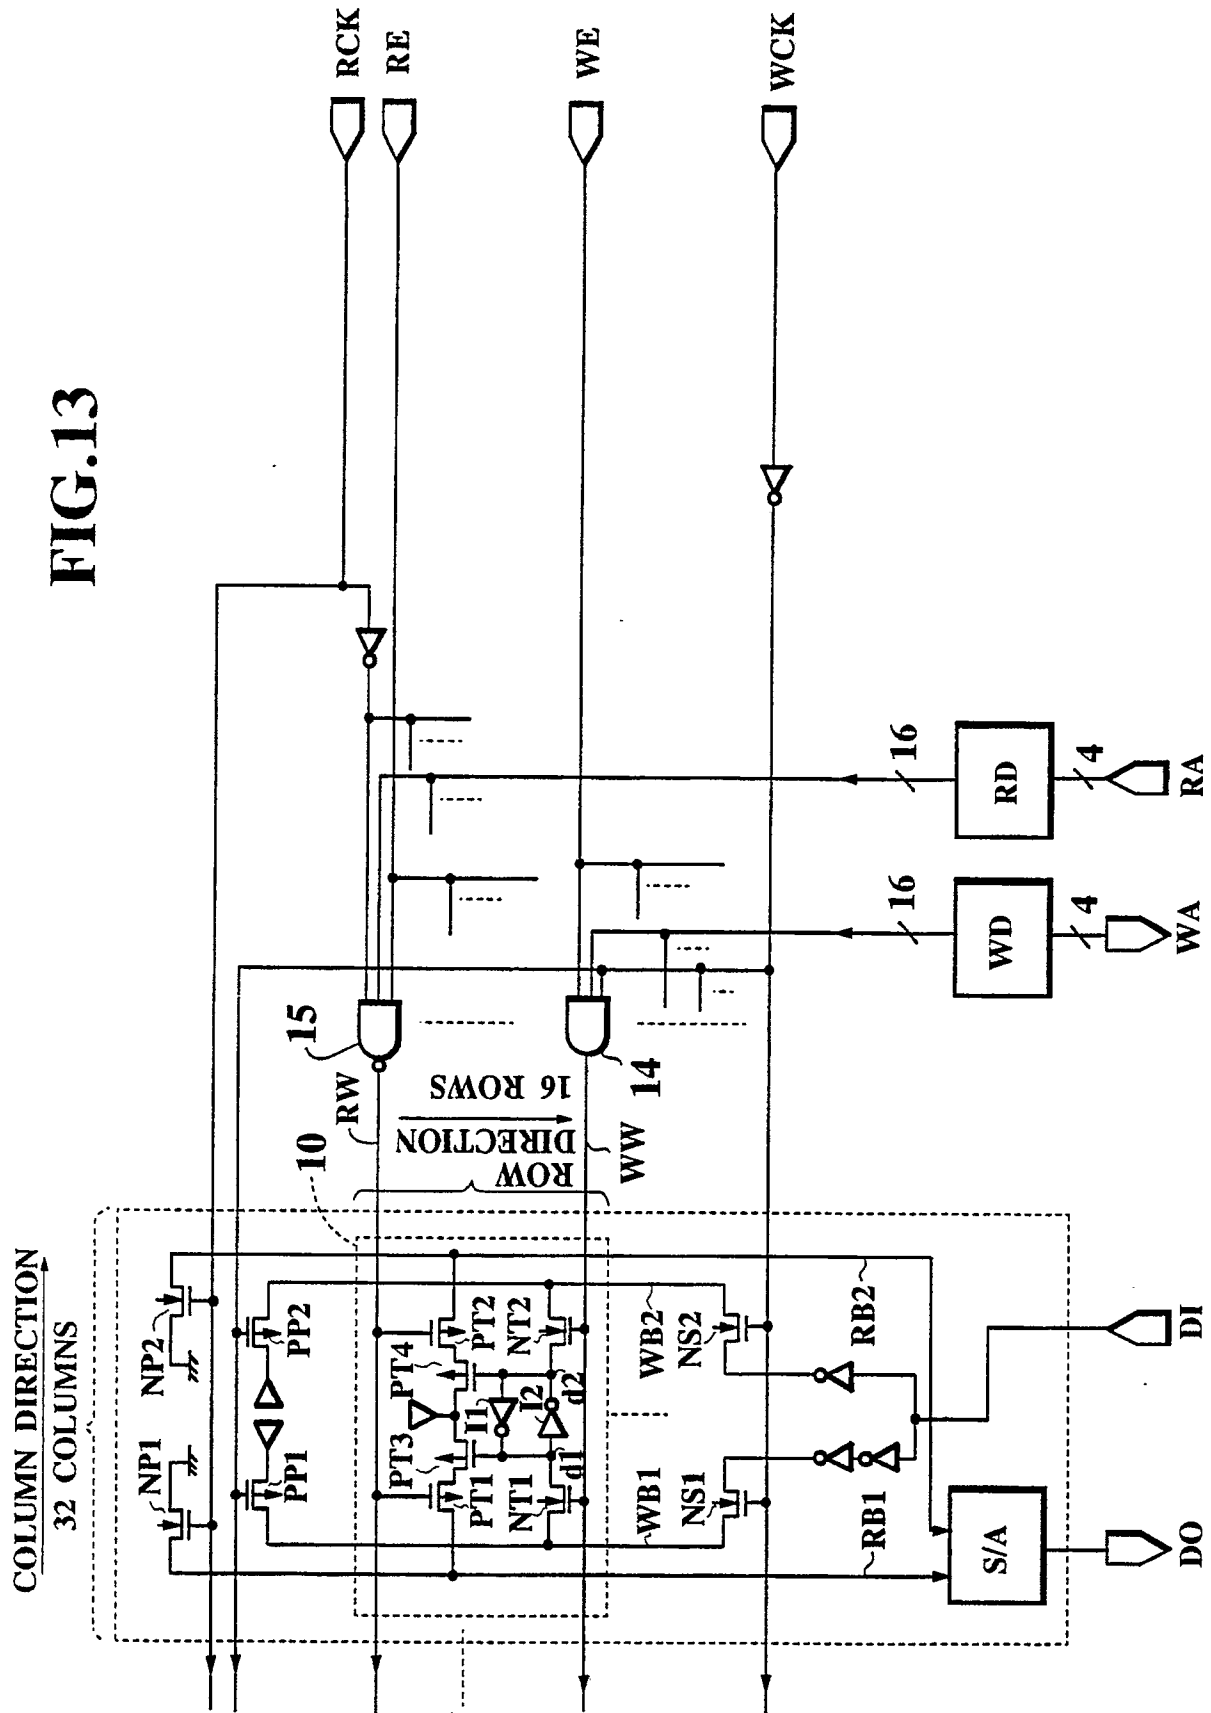 FIG.13
COLUMN DIRECTION
32 COLUMNS
RCK
RE
WE
WCK
NP1
NP2
PP1
PP2
10
RW
15
ROW
DIRECTION
16 ROWS
WW
14
PT3
PT4
PT1
PT2
I1
I2
NT1
NT2
d1
d2
WB1
WB2
NS1
NS2
RB1
RB2
S/A
DO
DI
16
WD
4
WA
16
RD
4
RA